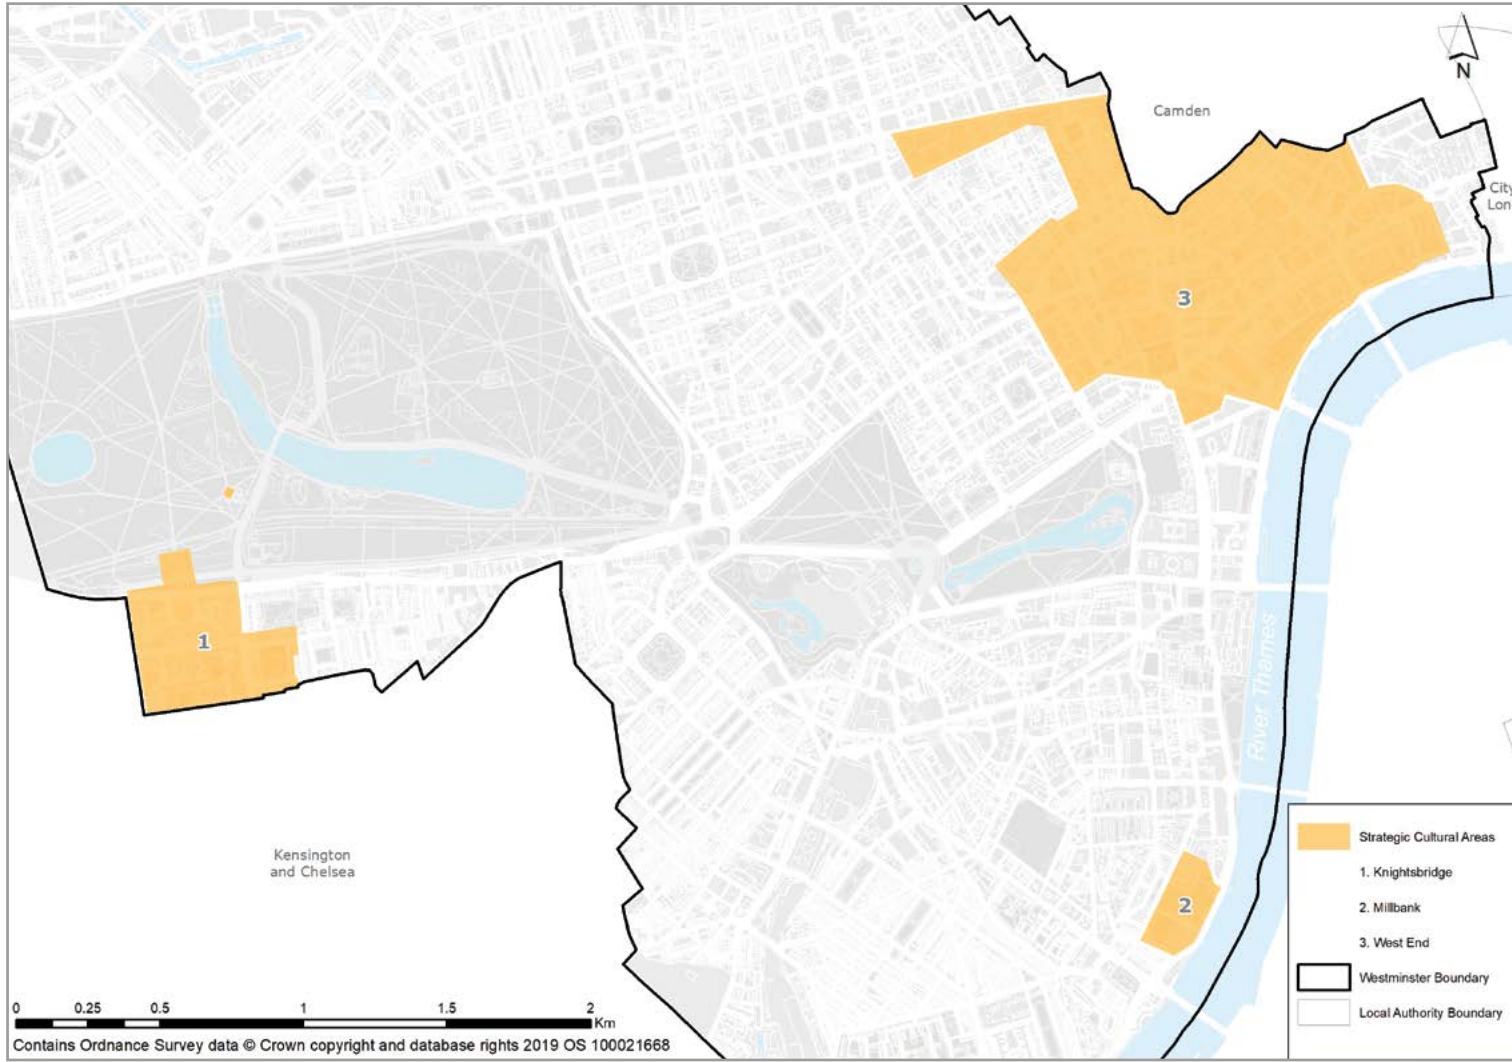 N
Camden
City
Lon
3
1
River Thames
Kensington
and Chelsea
2
Strategic Cultural Areas
1. Knightsbridge
2. Millbank
3. West End
Westminster Boundary
Local Authority Boundary
0 0.25 0.5 1 1.5 2
Km
Contains Ordnance Survey data © Crown copyright and database rights 2019 OS 100021668